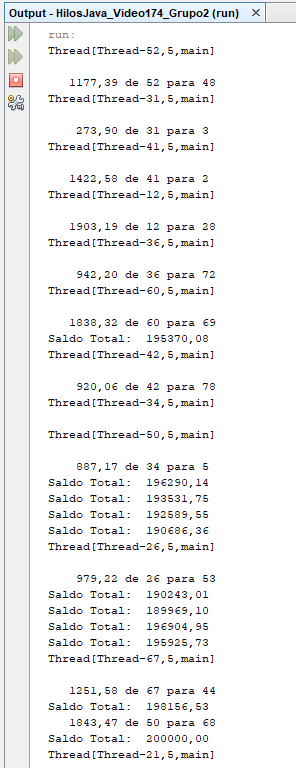 Output - HilosJava_Video174_Grupo2 (run) ×
run:
Thread[Thread-52,5,main]
1177,39 de 52 para 48
Thread[Thread-31,5,main]
273,90 de 31 para 3
Thread[Thread-41,5,main]
1422,58 de 41 para 2
Thread[Thread-12,5,main]
1903,19 de 12 para 28
Thread[Thread-36,5,main]
942,20 de 36 para 72
Thread[Thread-60,5,main]
1838,32 de 60 para 69
Saldo Total:  195370,08
Thread[Thread-42,5,main]
920,06 de 42 para 78
Thread[Thread-34,5,main]
Thread[Thread-50,5,main]
887,17 de 34 para 5
Saldo Total:  196290,14
Saldo Total:  193531,75
Saldo Total:  192589,55
Saldo Total:  190686,36
Thread[Thread-26,5,main]
979,22 de 26 para 53
Saldo Total:  190243,01
Saldo Total:  189969,10
Saldo Total:  196904,95
Saldo Total:  195925,73
Thread[Thread-67,5,main]
1251,58 de 67 para 44
Saldo Total:  198156,53
1843,47 de 50 para 68
Saldo Total:  200000,00
Thread[Thread-21,5,main]